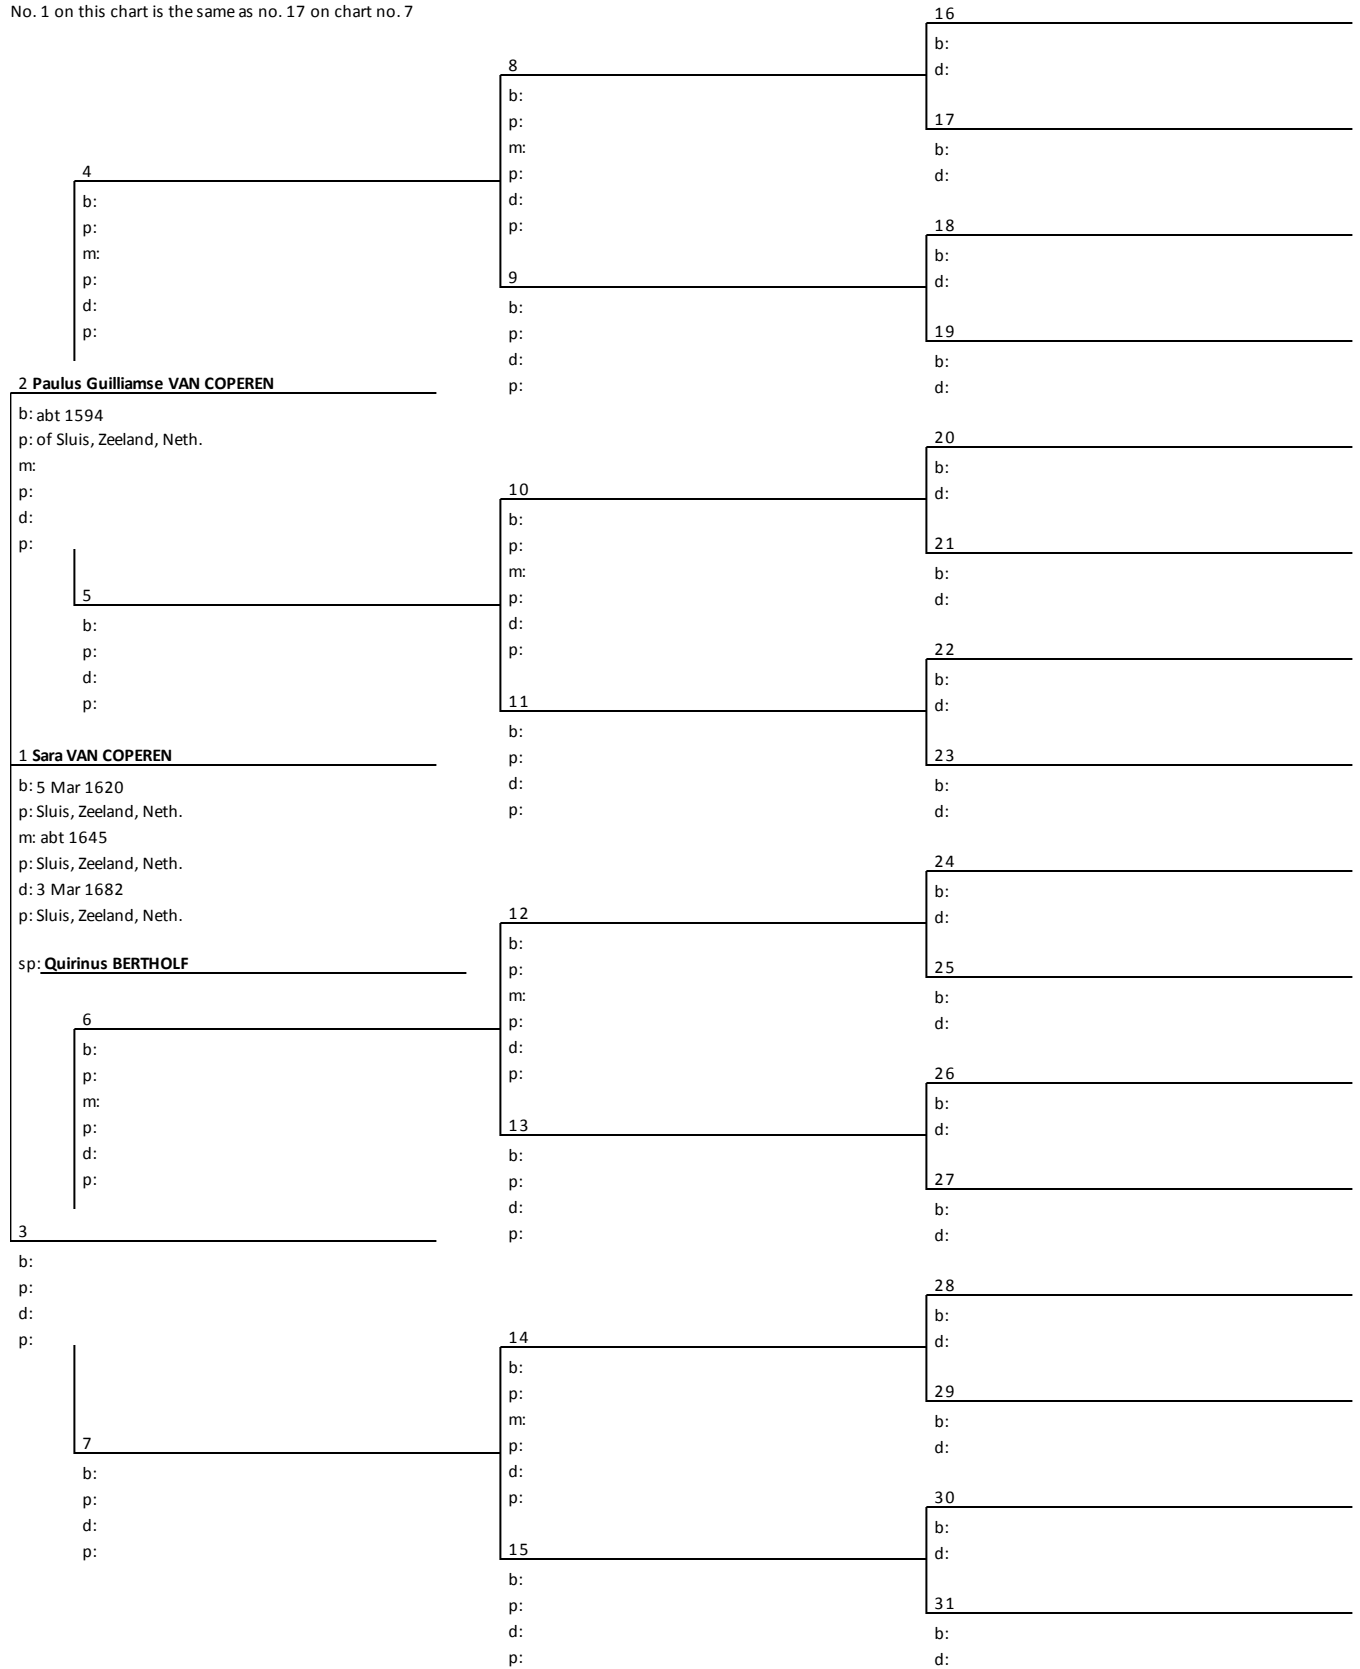 No. 1 on this chart is the same as no. 17 on chart no. 7
4
b:
p:
m:
p:
d:
p:
2 Paulus Guilliamse VAN COPEREN
b: abt 1594
p: of Sluis, Zeeland, Neth.
m:
p:
d:
p:
5
b:
p:
d:
p:
1 Sara VAN COPEREN
b: 5 Mar 1620
p: Sluis, Zeeland, Neth.
m: abt 1645
p: Sluis, Zeeland, Neth.
d: 3 Mar 1682
p: Sluis, Zeeland, Neth.
sp: Quirinus BERTHOLF
6
b:
p:
m:
p:
d:
p:
3
b:
p:
d:
p:
7
b:
p:
d:
p:
8
b:
p:
m:
p:
d:
p:
9
b:
p:
d:
p:
10
b:
p:
m:
p:
d:
p:
11
b:
p:
d:
p:
12
b:
p:
m:
p:
d:
p:
13
b:
p:
d:
p:
14
b:
p:
m:
p:
d:
p:
15
b:
p:
d:
p:
16
b:
d:
17
b:
d:
18
b:
d:
19
b:
d:
20
b:
d:
21
b:
d:
22
b:
d:
23
b:
d:
24
b:
d:
25
b:
d:
26
b:
d:
27
b:
d:
28
b:
d:
29
b:
d:
30
b:
d:
31
b:
d: